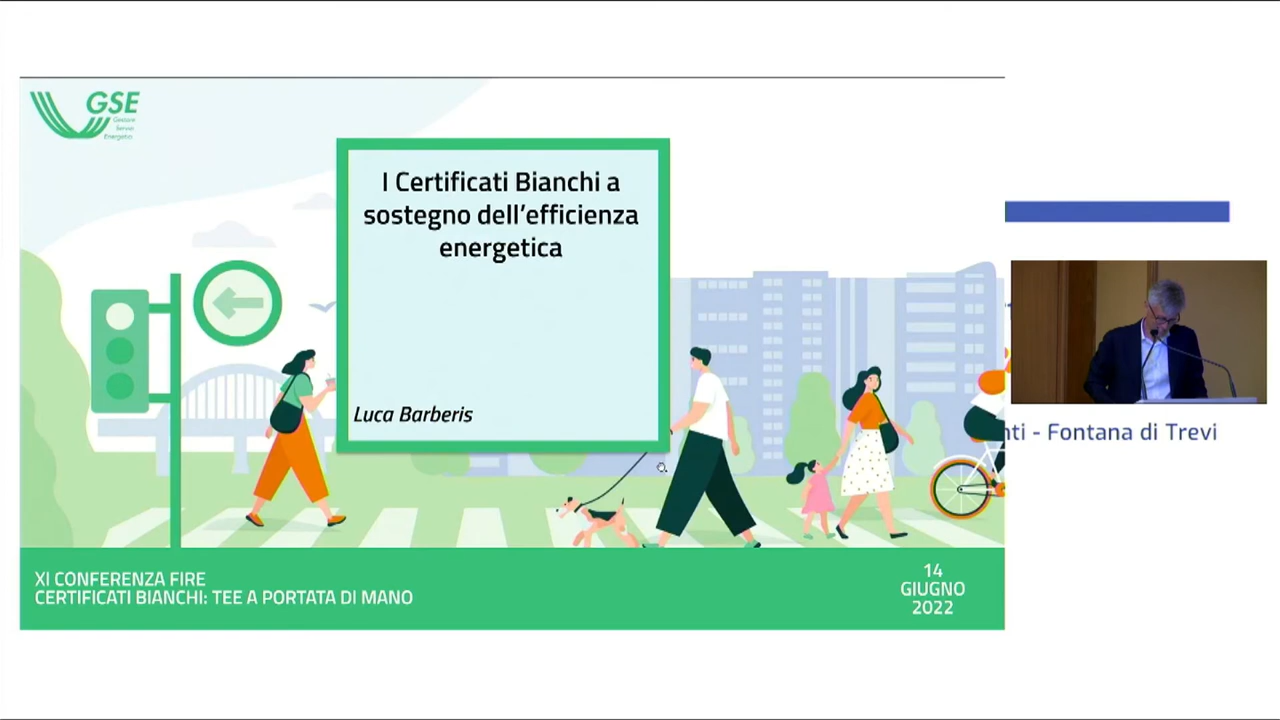 GSE
Gestore
Servizi
Energetici
I Certificati Bianchi a
sostegno dell’efficienza
energetica
Luca Barberis
- Fontana di Trevi
XI CONFERENZA FIRE
CERTIFICATI BIANCHI: TEE A PORTATA DI MANO
14
GIUGNO
2022